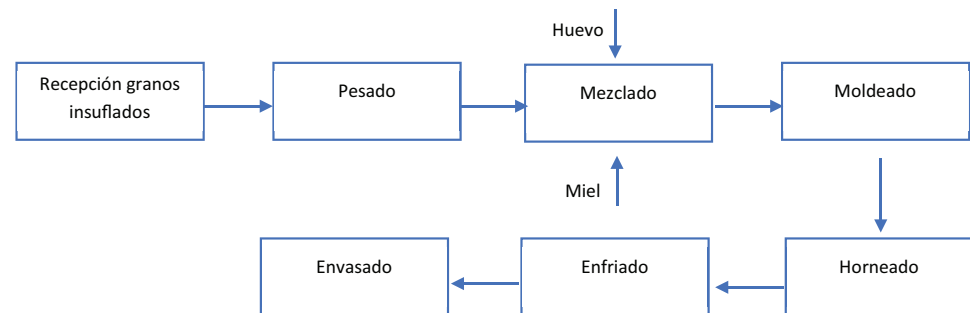 Huevo
Recepción granos
insuflados
Pesado
Mezclado
Moldeado
Miel
Envasado
Enfriado
Horneado